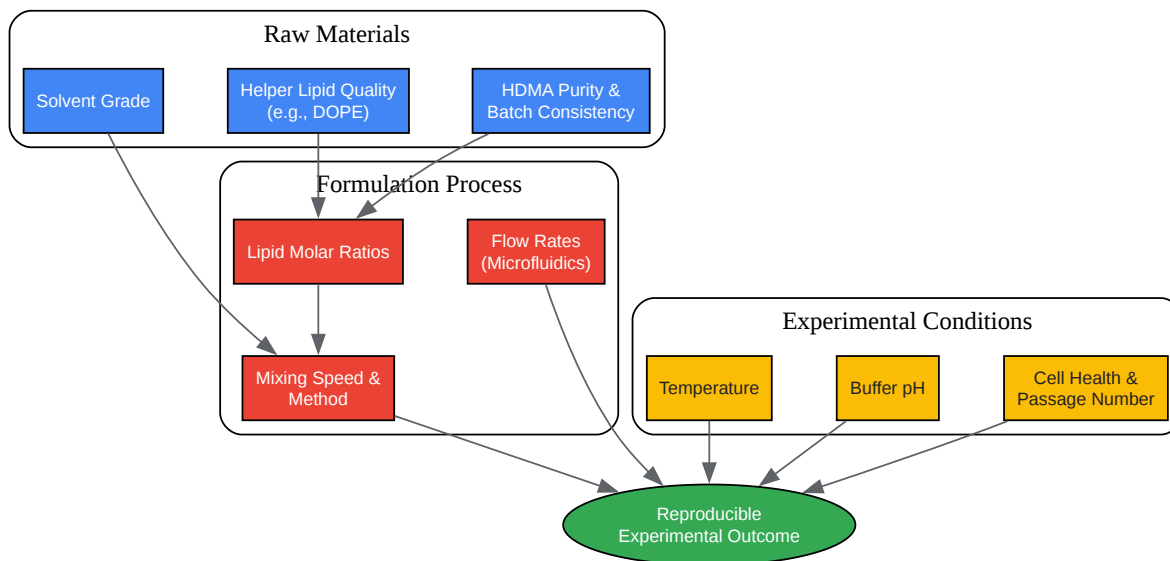 Raw Materials
Solvent Grade
Helper Lipid Quality
(e.g., DOPE)
HDMA Purity &
Batch Consistency
Formulation Process
Lipid Molar Ratios
Flow Rates
(Microfluidics)
Mixing Speed &
Method
Experimental Conditions
Temperature
Buffer pH
Cell Health &
Passage Number
Reproducible
Experimental Outcome